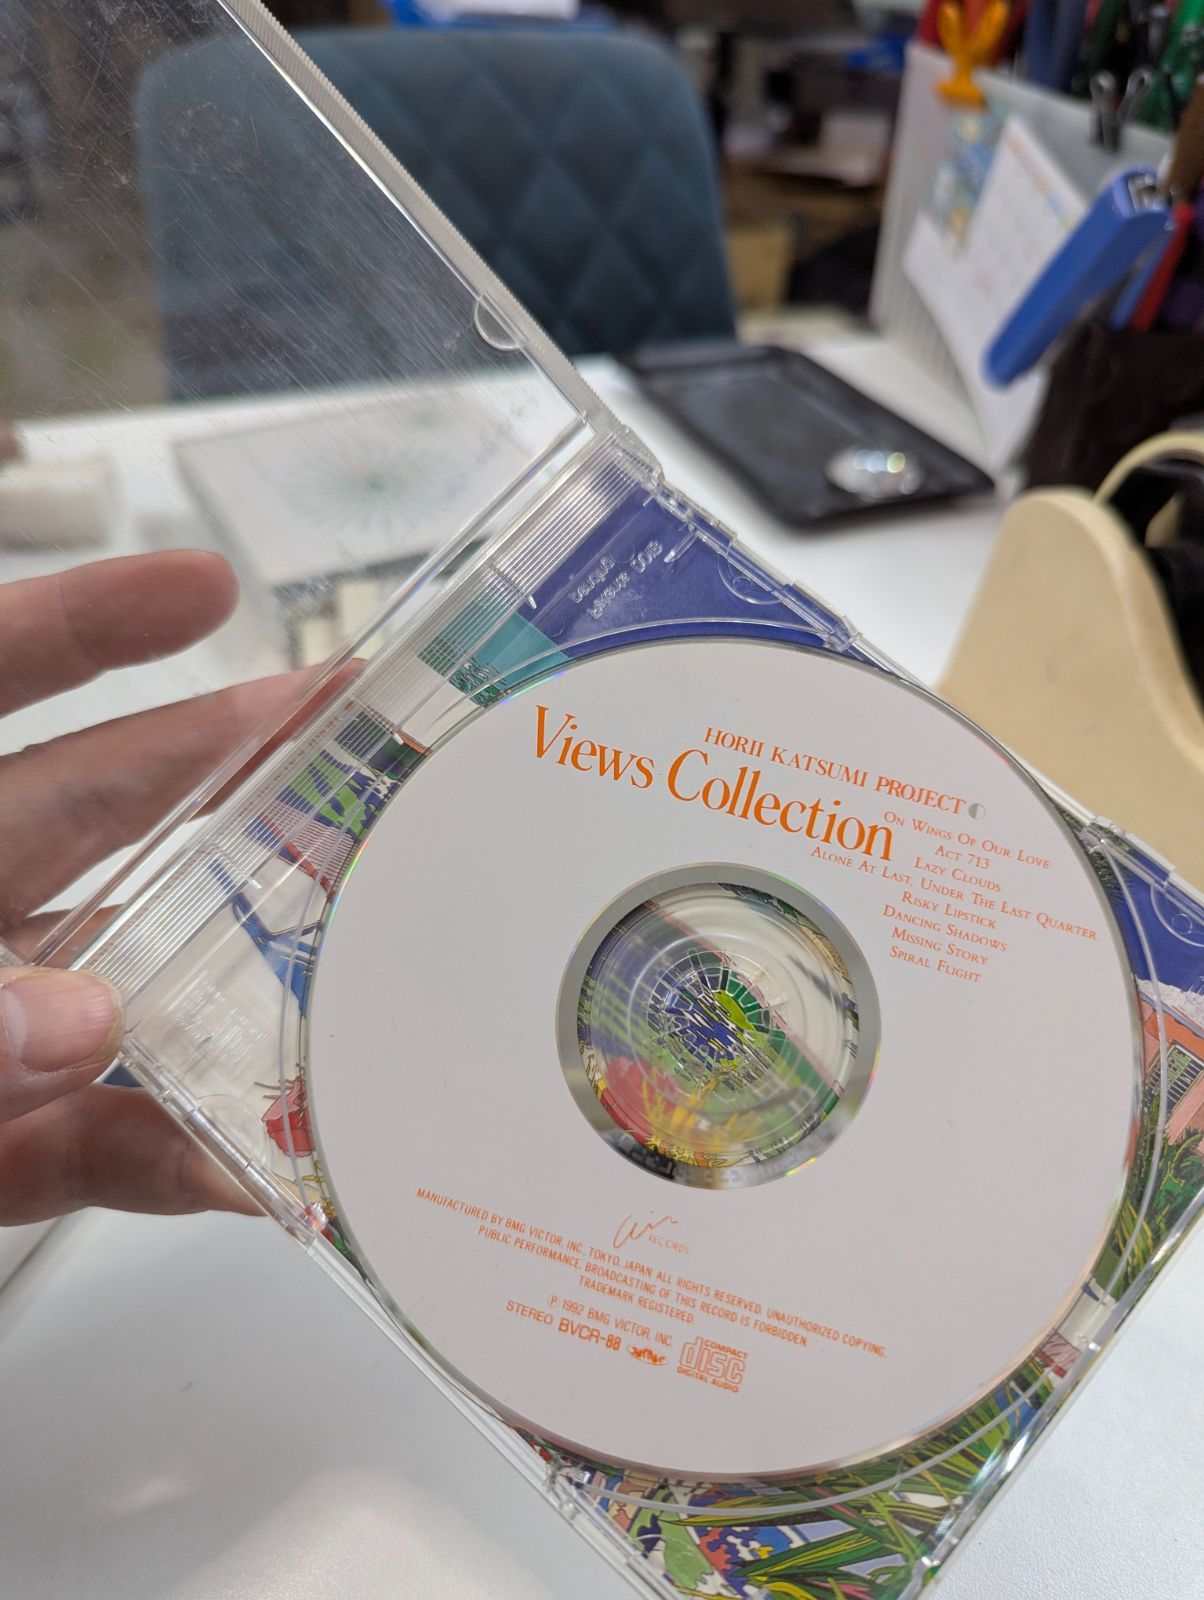 HORII KATSUMI PROJECT
Views Collection
ON WINGS OF OUR LOVE
ACT 713
LAZY CLOUDS
ALONE AT LAST, UNDER THE LAST QUARTER
RISKY LIPSTICK
DANCING SHADOWS
MISSING STORY
SPIRAL FLIGHT
RECORDS
MANUFACTURED BY BMG VICTOR, INC., TOKYO, JAPAN. ALL RIGHTS RESERVED. UNAUTHORIZED COPYING,
PUBLIC PERFORMANCE, BROADCASTING OF THIS RECORD IS FORBIDDEN.
TRADEMARK REGISTERED.
℗ 1992 BMG VICTOR, INC.
STEREO BVCR-88
COMPACT
disc
DIGITAL AUDIO